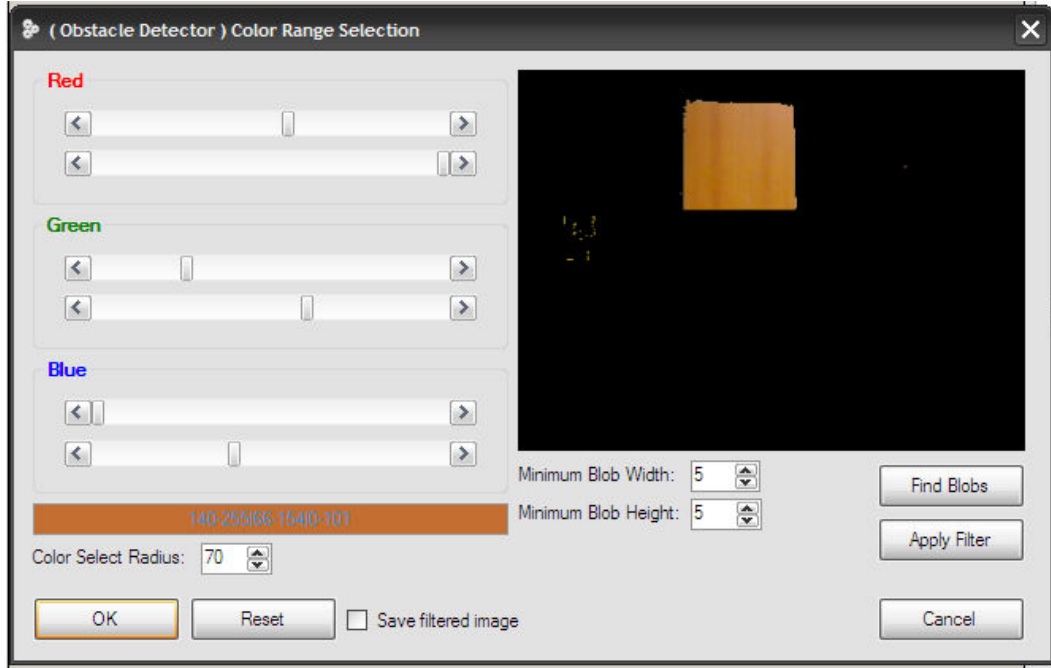 ( Obstacle Detector ) Color Range Selection
Red
Green
Blue
140-255|66-154|0-101
Color Select Radius: 70
Minimum Blob Width: 5
Minimum Blob Height: 5
Find Blobs
Apply Filter
OK
Reset
Save filtered image
Cancel